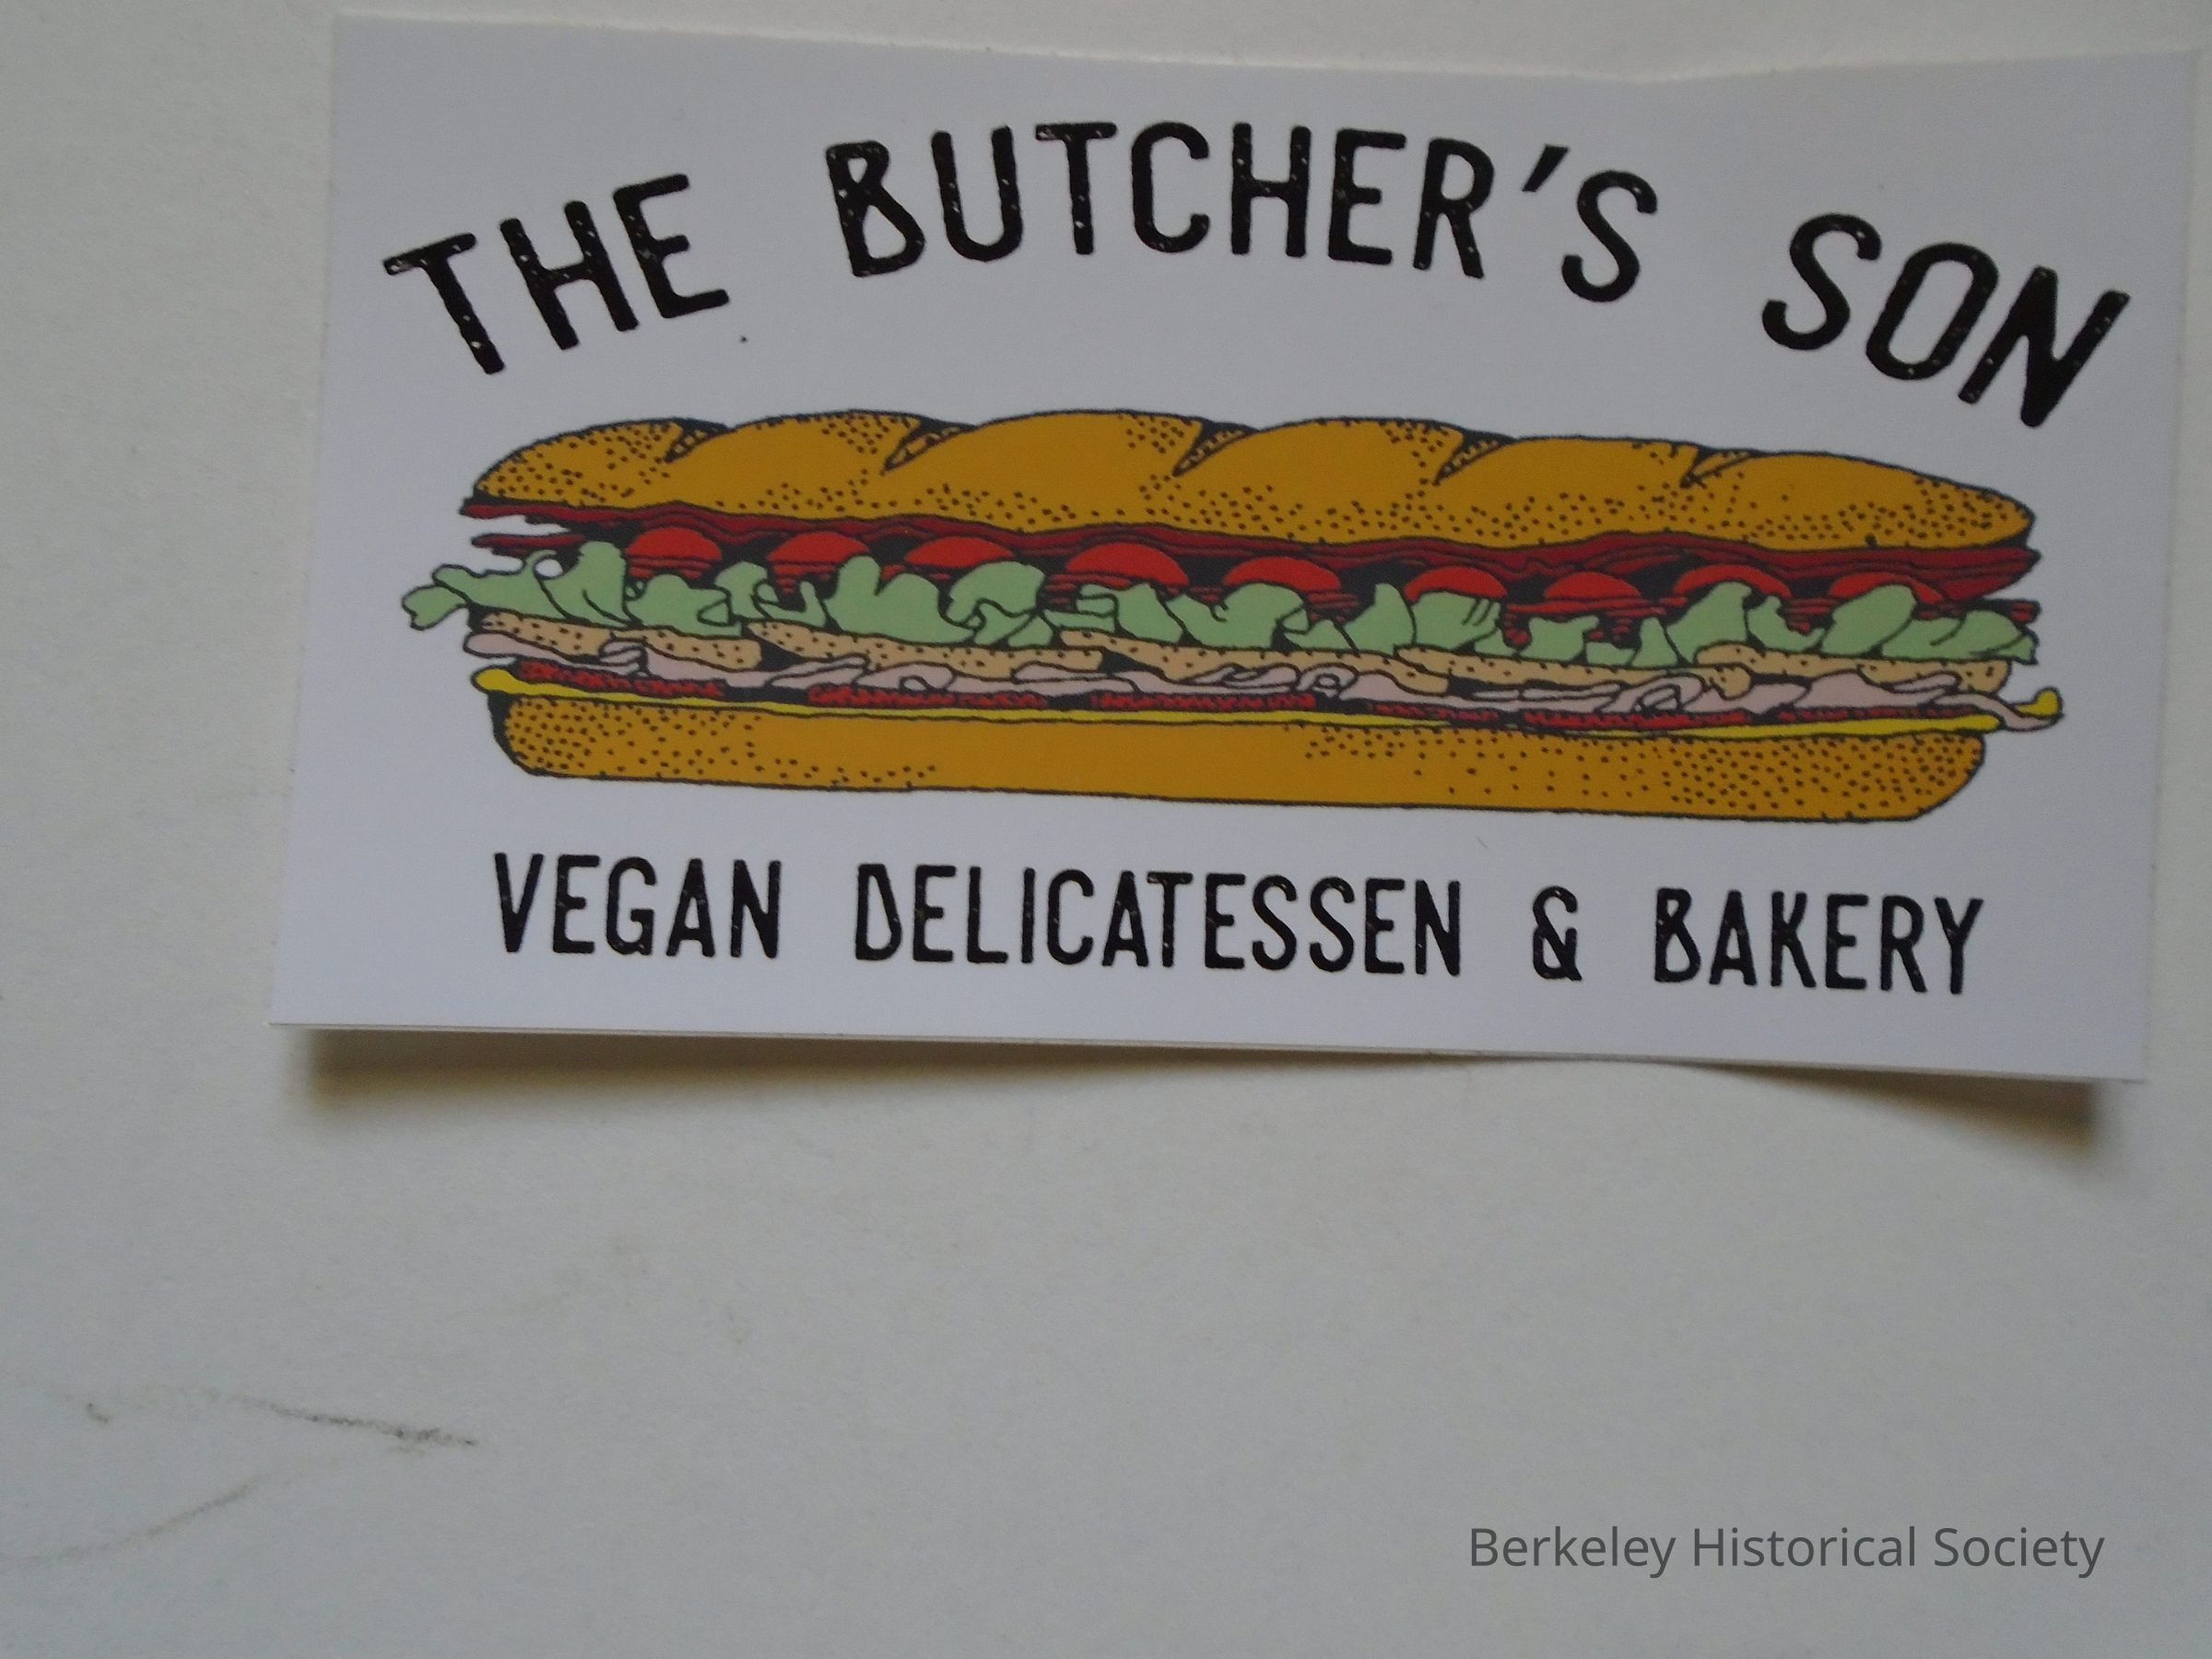 THE BUTCHER'S SON
VEGAN DELICATESSEN & BAKERY
Berkeley Historical Society